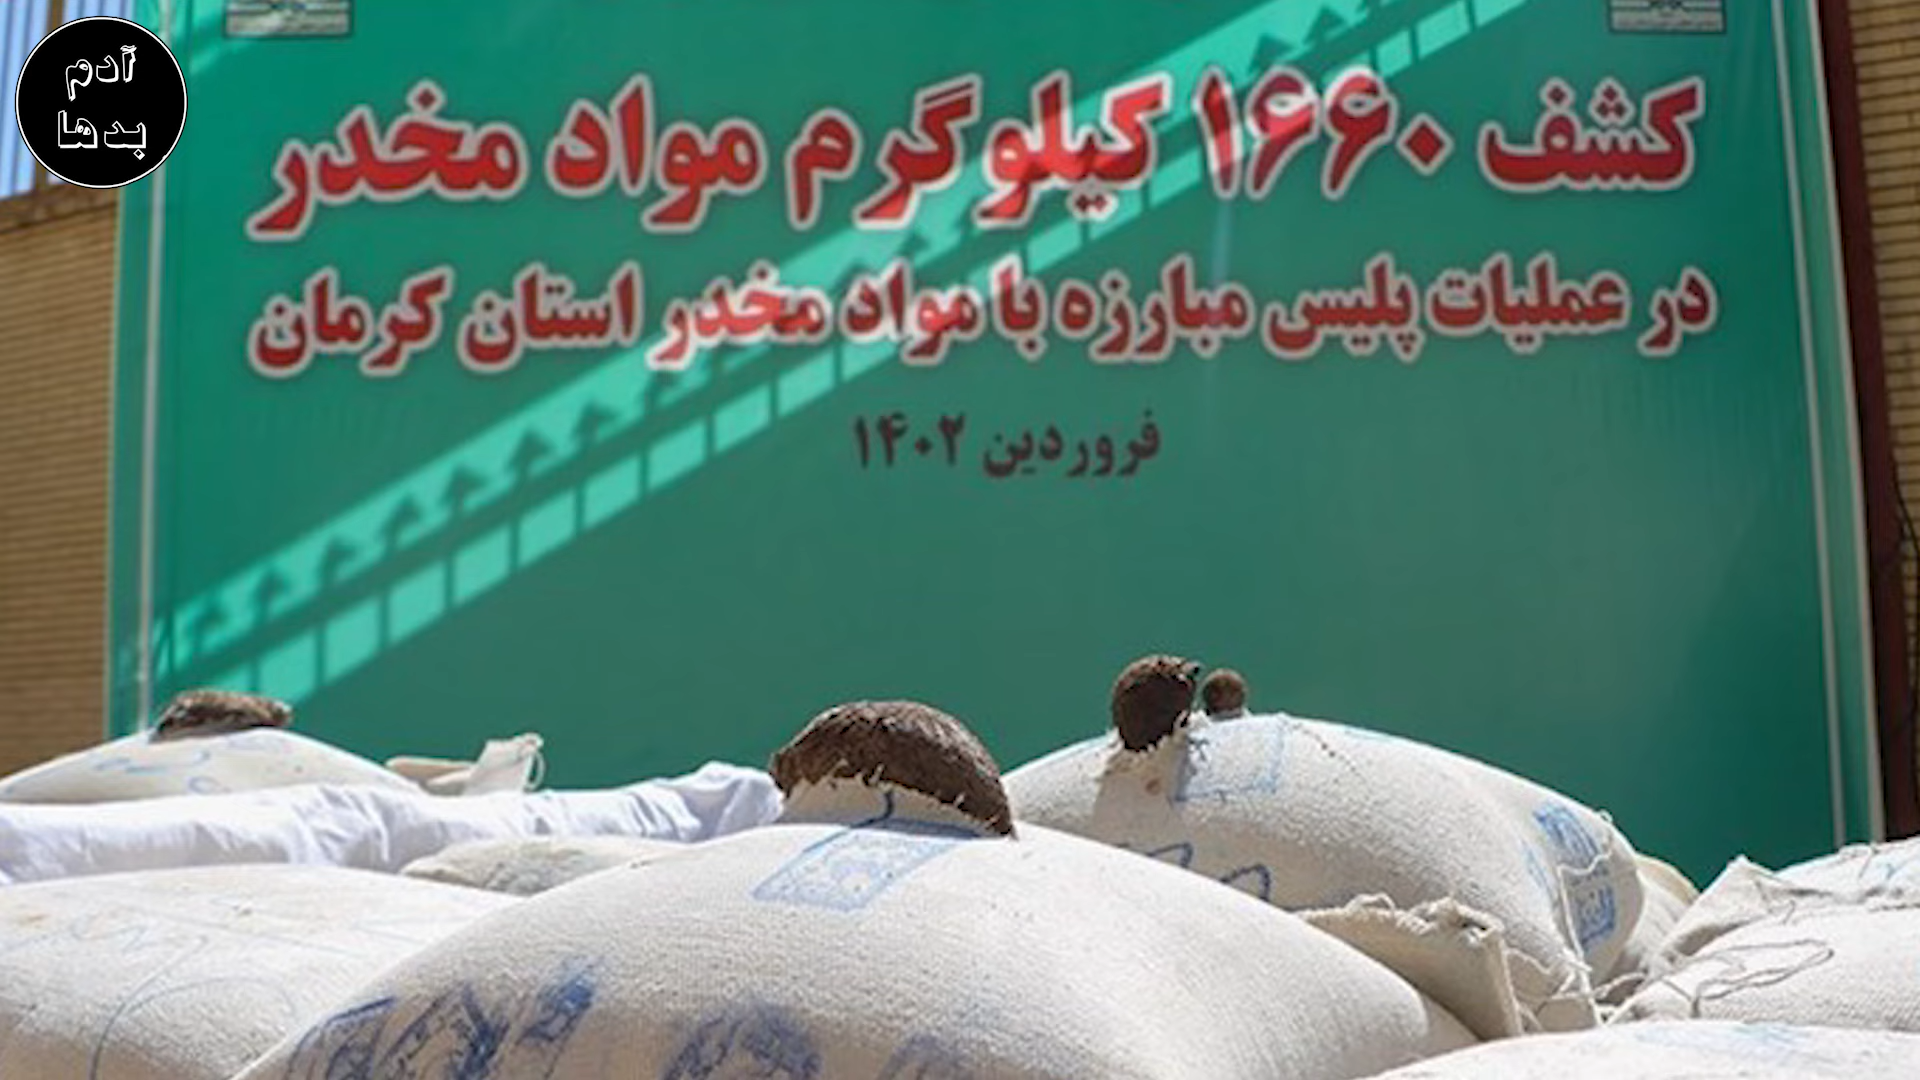 آدم
بدها
کشف ۱۶۶۰ کیلوگرم مواد مخدر
در عملیات پلیس مبارزه با مواد مخدر استان کرمان
فروردین ۱۴۰۲